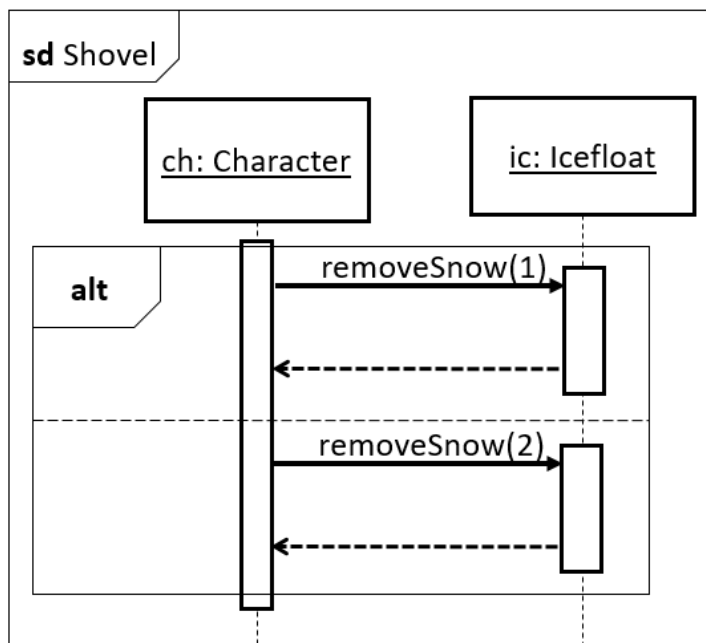 sd Shovel
ch: Character
ic: Icefloat
alt
removeSnow(1)
removeSnow(2)